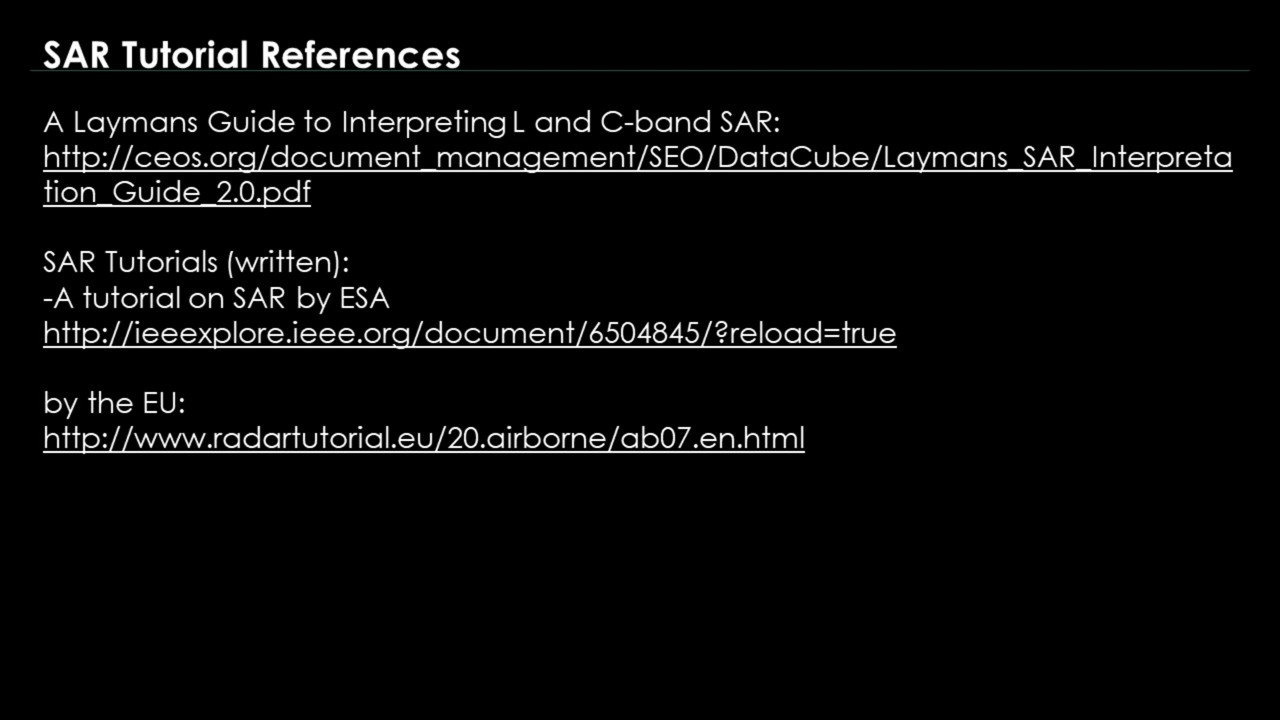 SAR Tutorial References
A Laymans Guide to Interpreting L and C-band SAR:
http://ceos.org/document_management/SEO/DataCube/Laymans_SAR_Interpreta
tion_Guide_2.0.pdf
SAR Tutorials (written):
-A tutorial on SAR by ESA
http://ieeexplore.ieee.org/document/6504845/?reload=true
by the EU:
http://www.radartutorial.eu/20.airborne/ab07.en.html